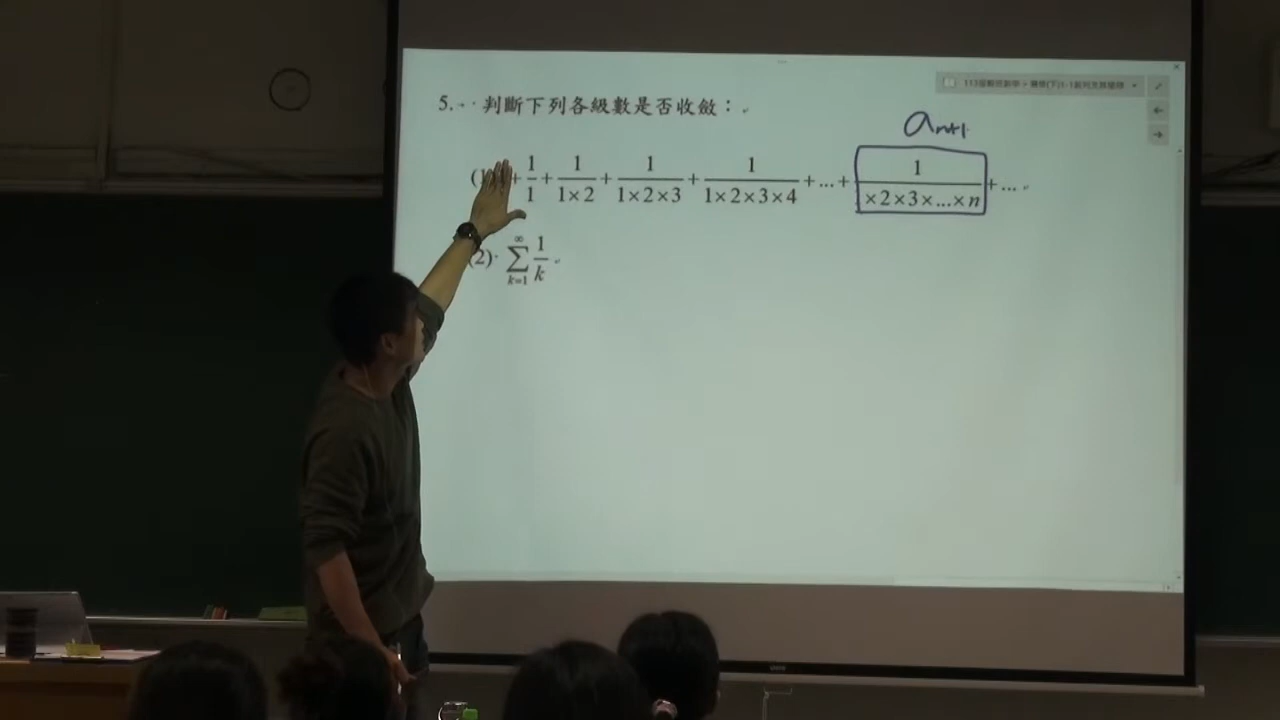 5. 判斷下列各級數是否收斂：
a_{n+1}
(1) + 1/1 + 1/(1×2) + 1/(1×2×3) + 1/(1×2×3×4) + ... + 1/(×2×3×...×n) + ...
(2) ∑_{k=1}^{∞} 1/k